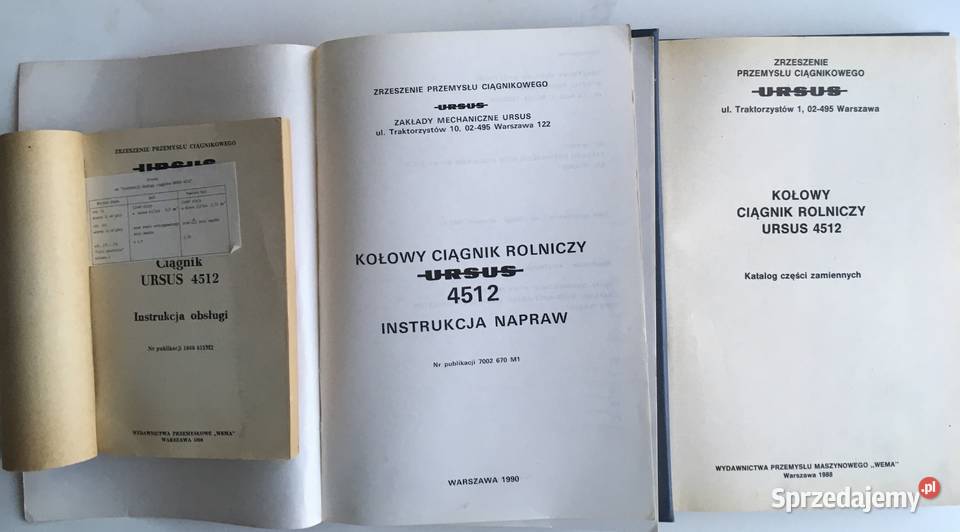 ZRZESZENIE PRZEMYSŁU CIĄGNIKOWEGO
URSUS
Ciągnik
URSUS 4512
Instrukcja obsługi
Nr publikacji
WYDAWNICTWA PRZEMYSŁOWE „WEMA”
WARSZAWA
ZRZESZENIE PRZEMYSŁU CIĄGNIKOWEGO
URSUS
ZAKŁADY MECHANICZNE URSUS
ul. Traktorzystów 10, 02-495 Warszawa 122
KOŁOWY CIĄGNIK ROLNICZY
URSUS
4512
INSTRUKCJA NAPRAW
Nr publikacji 7002 670 M1
WARSZAWA 1990
ZRZESZENIE
PRZEMYSŁU CIĄGNIKOWEGO
URSUS
ul. Traktorzystów 1, 02-495 Warszawa
KOŁOWY
CIĄGNIK ROLNICZY
URSUS 4512
Katalog części zamiennych
WYDAWNICTWA PRZEMYSŁU MASZYNOWEGO „WEMA”
Warszawa 1988
Sprzedajemy.pl